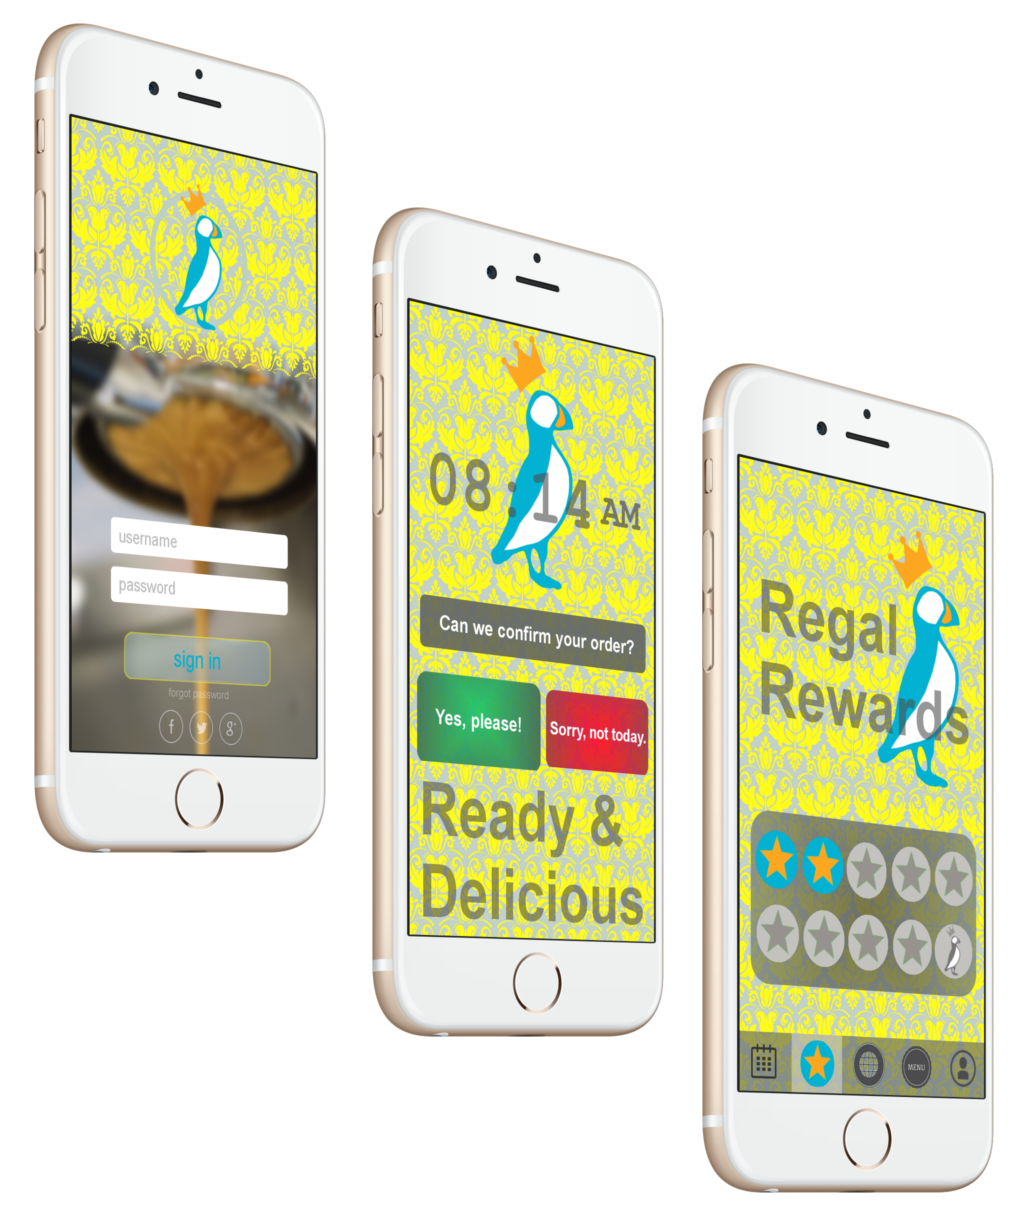 username
password
sign in
forgot password
f
g+
08:14 AM
Can we confirm your order?
Yes, please!
Sorry, not today.
Ready &
Delicious
Regal
Rewards
MENU